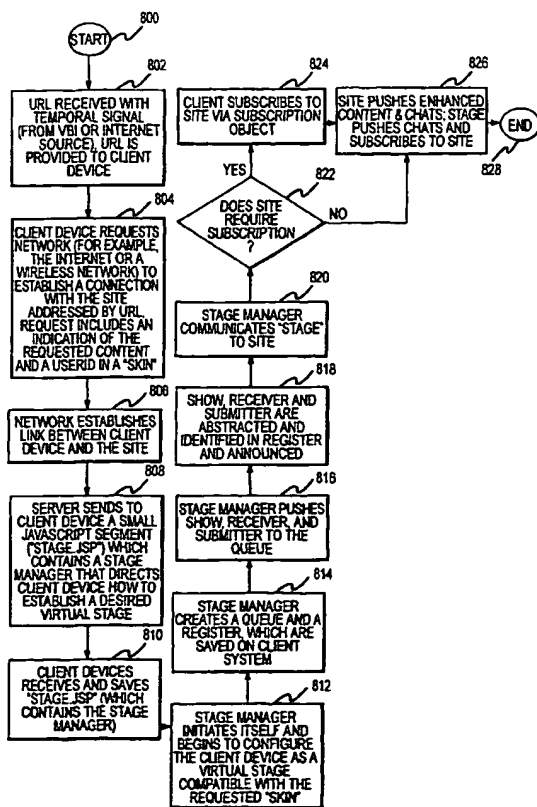 800
START
802
URL RECEIVED WITH
TEMPORAL SIGNAL
(FROM VBI OR INTERNET
SOURCE), URL IS
PROVIDED TO CLIENT
DEVICE
804
CLIENT DEVICE REQUESTS
NETWORK (FOR EXAMPLE,
THE INTERNET OR A
WIRELESS NETWORK) TO
ESTABLISH A CONNECTION
WITH THE SITE
ADDRESSED BY URL,
REQUEST INCLUDES AN
INDICATION OF THE
REQUESTED CONTENT
AND A USERID IN A "SKIN"
806
NETWORK ESTABLISHES
LINK BETWEEN CLIENT
DEVICE AND THE SITE
808
SERVER SENDS TO
CLIENT DEVICE A SMALL
JAVASCRIPT SEGMENT
("STAGE.JSP") WHICH
CONTAINS A STAGE
MANAGER THAT DIRECTS
CLIENT DEVICE HOW TO
ESTABLISH A DESIRED
VIRTUAL STAGE
810
CLIENT DEVICES
RECEIVES AND SAVES
"STAGE.JSP" (WHICH
CONTAINS THE STAGE
MANAGER)
812
STAGE MANAGER
INITIATES ITSELF AND
BEGINS TO CONFIGURE
THE CLIENT DEVICE AS A
VIRTUAL STAGE
COMPATIBLE WITH THE
REQUESTED "SKIN"
814
STAGE MANAGER
CREATES A QUEUE AND A
REGISTER, WHICH ARE
SAVED ON CLIENT
SYSTEM
816
STAGE MANAGER PUSHES
SHOW, RECEIVER, AND
SUBMITTER TO THE
QUEUE
818
SHOW, RECEIVER AND
SUBMITTER ARE
ABSTRACTED AND
IDENTIFIED IN REGISTER
AND ANNOUNCED
820
STAGE MANAGER
COMMUNICATES "STAGE"
TO SITE
822
DOES SITE
REQUIRE
SUBSCRIPTION
?
YES
NO
824
CLIENT SUBSCRIBES TO
SITE VIA SUBSCRIPTION
OBJECT
826
SITE PUSHES ENHANCED
CONTENT & CHATS; STAGE
PUSHES CHATS AND
SUBSCRIBES TO SITE
END
828